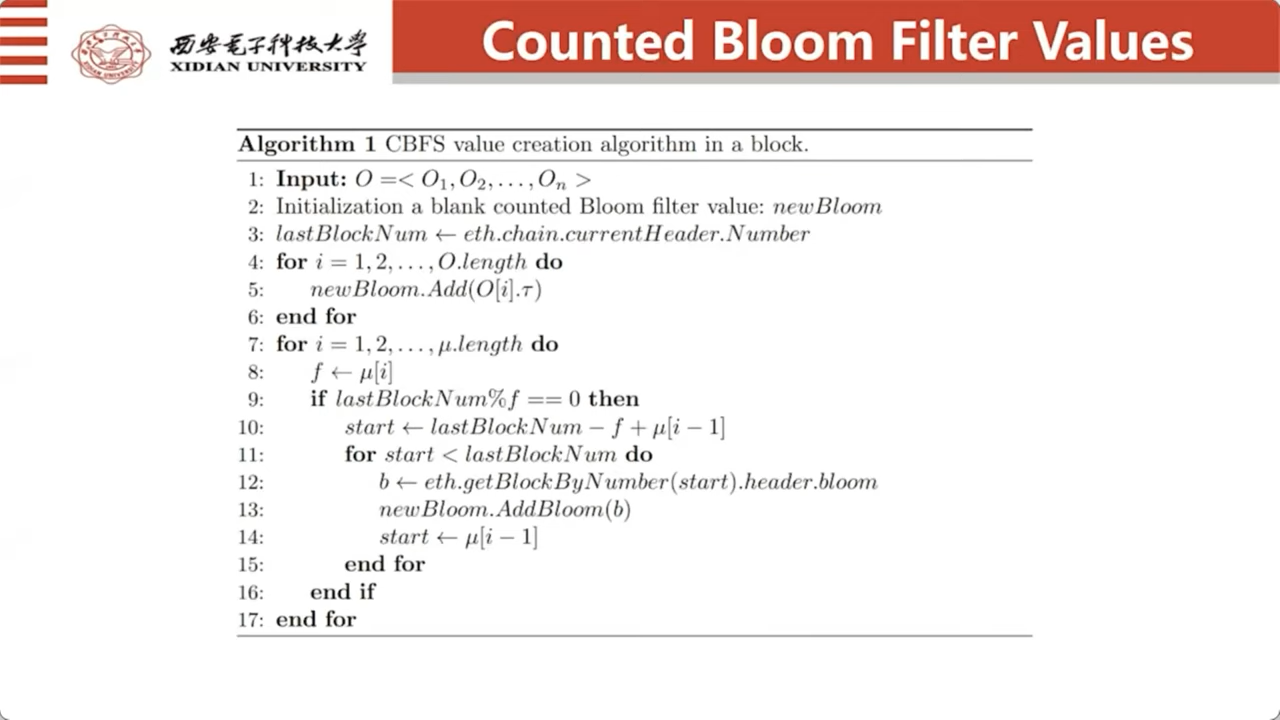 西安电子科技大学
XIDIAN UNIVERSITY
Counted Bloom Filter Values
Algorithm 1 CBFS value creation algorithm in a block.
1: Input: O =< O₁, O₂, . . . , Oₙ >
2: Initialization a blank counted Bloom filter value: newBloom
3: lastBlockNum ← eth.chain.currentHeader.Number
4: for i = 1, 2, . . . , O.length do
5: newBloom.Add(O[i].τ)
6: end for
7: for i = 1, 2, . . . , μ.length do
8: f ← μ[i]
9: if lastBlockNum%f == 0 then
10: start ← lastBlockNum − f + μ[i − 1]
11: for start < lastBlockNum do
12: b ← eth.getBlockByNumber(start).header.bloom
13: newBloom.AddBloom(b)
14: start ← μ[i − 1]
15: end for
16: end if
17: end for